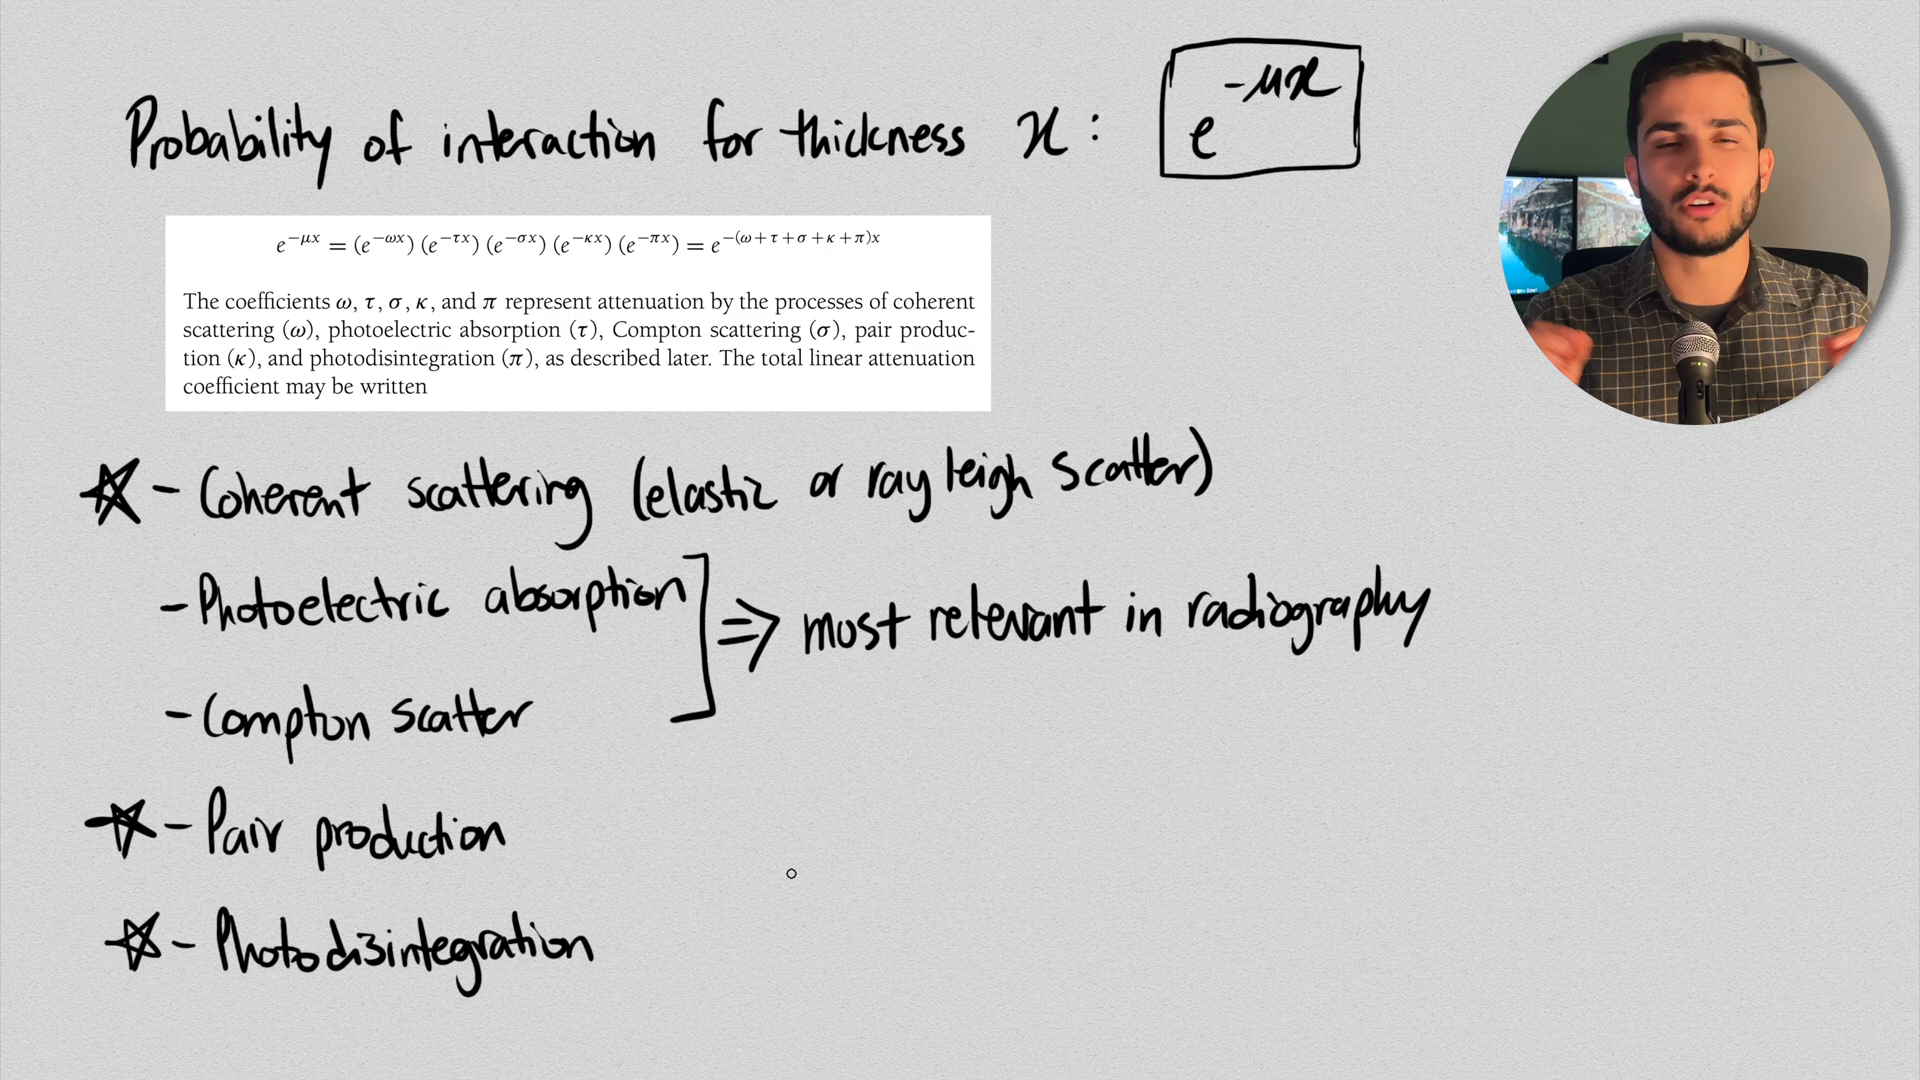 Probability of interaction for thickness x : e^{-μx}
e^{−μx} = (e^{−ωx}) (e^{−τx}) (e^{−σx}) (e^{−κx}) (e^{−πx}) = e^{−(ω+τ+σ+κ+π)x}
The coefficients ω, τ, σ, κ, and π represent attenuation by the processes of coherent
scattering (ω), photoelectric absorption (τ), Compton scattering (σ), pair produc-
tion (κ), and photodisintegration (π), as described later. The total linear attenuation
coefficient may be written
☆ - Coherent scattering (elastic or rayleigh scatter)
- Photoelectric absorption ] ⇒ most relevant in radiography
- Compton scatter
☆ - Pair production
☆ - Photodisintegration